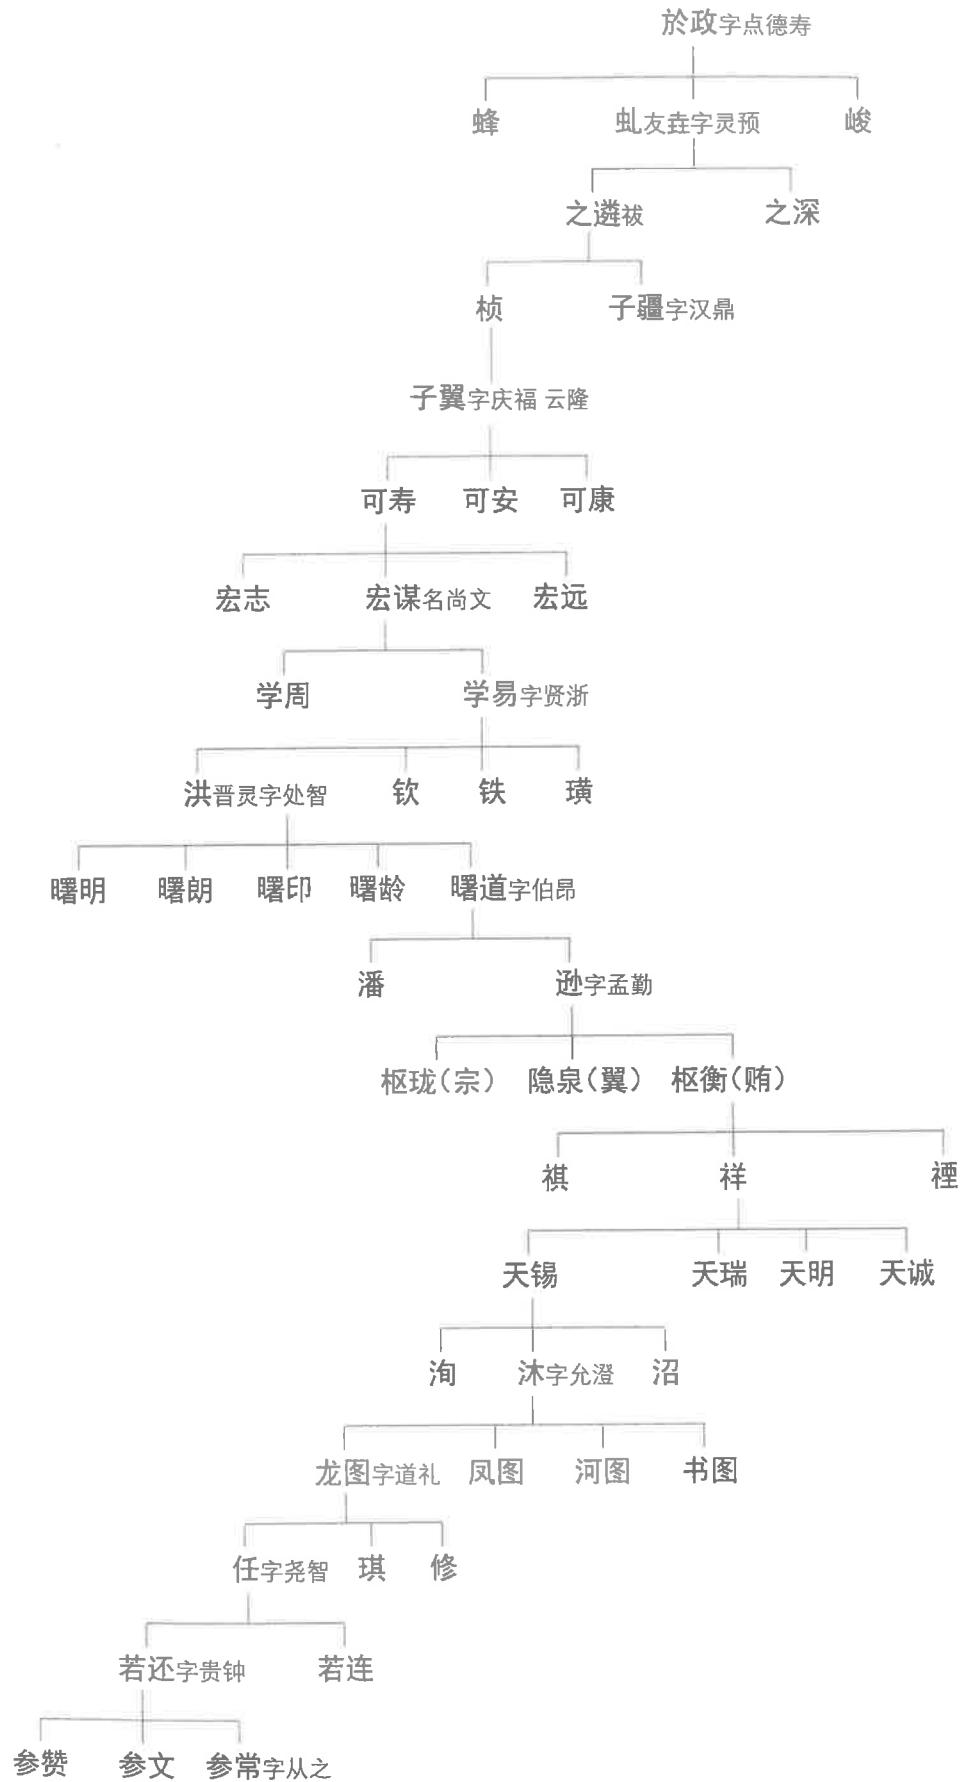 於政字点德寿
蜂 虬友垚字灵预 峻
之遴祓 之深
桢 子疆字汉鼎
子翼字庆福 云隆
可寿 可安 可康
宏志 宏谋名尚文 宏远
学周 学易字贤浙
洪晋灵字处智 钦 铁 璜
曙明 曙朗 曙印 曙龄 曙道字伯昂
潘 逊字孟勤
枢珑(宗) 隐泉(翼) 枢衡(贿)
祺 祥 禋
天锡 天瑞 天明 天诚
洵 沐字允澄 沼
龙图字道礼 凤图 河图 书图
任字尧智 琪 修
若还字贵钟 若连
参赞 参文 参常字从之